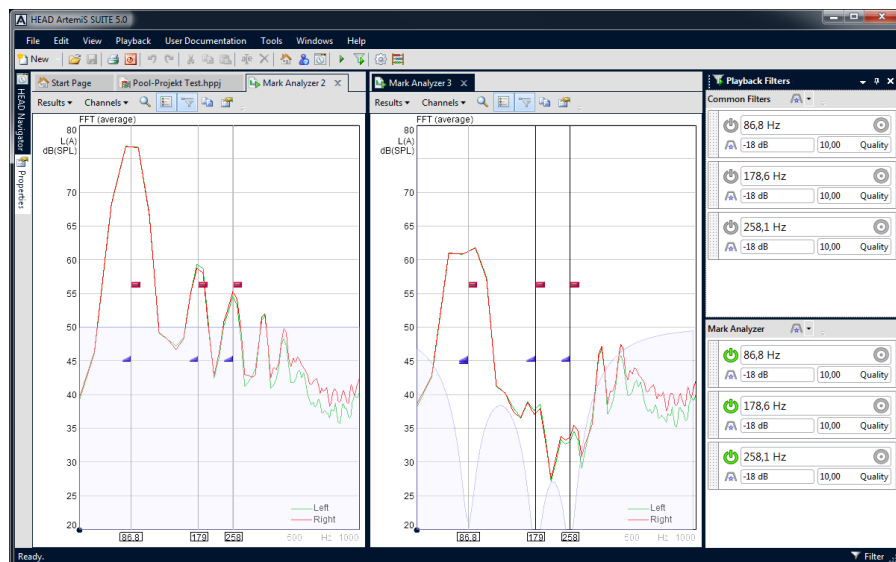 HEAD ArtemiS SUITE 5.0
File Edit View Playback User Documentation Tools Windows Help
New
HEAD Navigator
Properties
Start Page
Pool-Projekt Test.hppj
Mark Analyzer 2
Results Channels
FFT (average)
80
L(A)
dB(SPL)
70
65
60
55
50
45
40
35
30
25
20
Left
Right
86,8 179 258 500 Hz 1000
Mark Analyzer 3
Results Channels
FFT (average)
80
L(A)
dB(SPL)
70
65
60
55
50
45
40
35
30
25
20
Left
Right
86,8 179 258 500 Hz 1000
Playback Filters
Common Filters
86,8 Hz
-18 dB 10,00 Quality
178,6 Hz
-18 dB 10,00 Quality
258,1 Hz
-18 dB 10,00 Quality
Mark Analyzer
86,8 Hz
-18 dB 10,00 Quality
178,6 Hz
-18 dB 10,00 Quality
258,1 Hz
-18 dB 10,00 Quality
Ready.
Filter